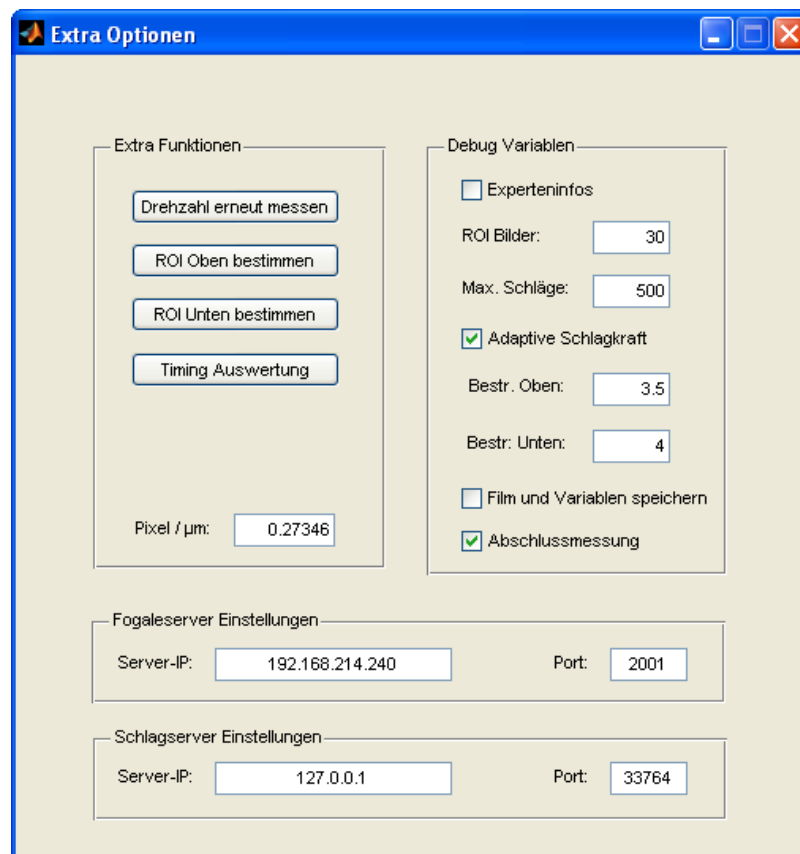 Extra Optionen
Extra Funktionen
Drehzahl erneut messen
ROI Oben bestimmen
ROI Unten bestimmen
Timing Auswertung
Pixel / µm: 0.27346
Debug Variablen
Experteninfos
ROI Bilder: 30
Max. Schläge: 500
Adaptive Schlagkraft
Bestr. Oben: 3.5
Bestr: Unten: 4
Film und Variablen speichern
Abschlussmessung
Fogaleserver Einstellungen
Server-IP: 192.168.214.240 Port: 2001
Schlagserver Einstellungen
Server-IP: 127.0.0.1 Port: 33764